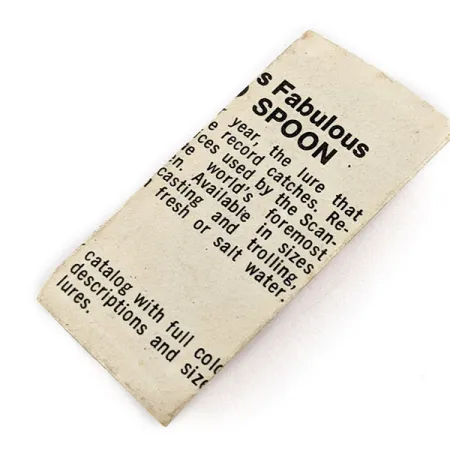 s Fabulous
SPOON
year, the lure that
e record catches. Re-
ices used by the Scan-
e world's foremost
n. Available in sizes
casting and trolling,
fresh or salt water.
catalog with full colo
descriptions and size
lures.